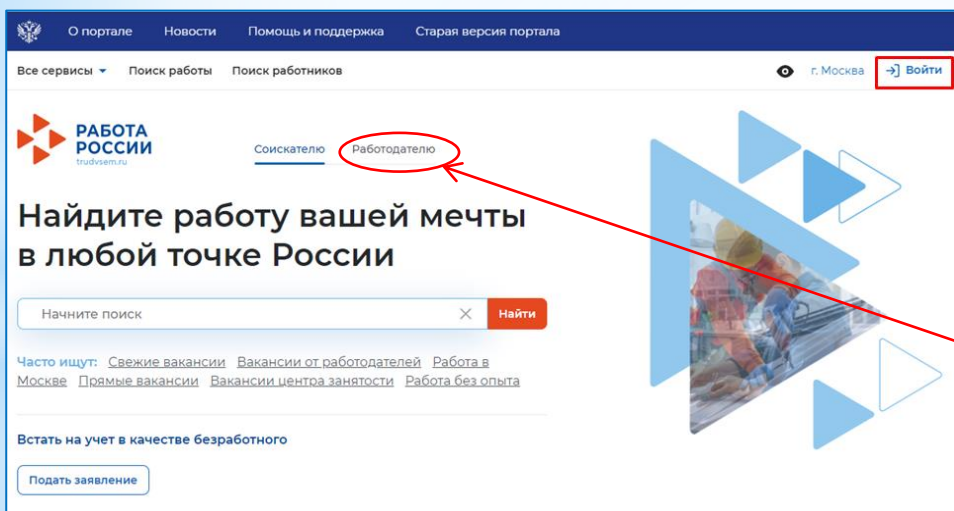 О портале Новости Помощь и поддержка Старая версия портала
Все сервисы Поиск работы Поиск работников г. Москва Войти
РАБОТА
РОССИИ
trudvsem.ru
Соискателю Работодателю
Найдите работу вашей мечты
в любой точке России
Начните поиск Найти
Часто ищут: Свежие вакансии Вакансии от работодателей Работа в
Москве Прямые вакансии Вакансии центра занятости Работа без опыта
Встать на учет в качестве безработного
Подать заявление